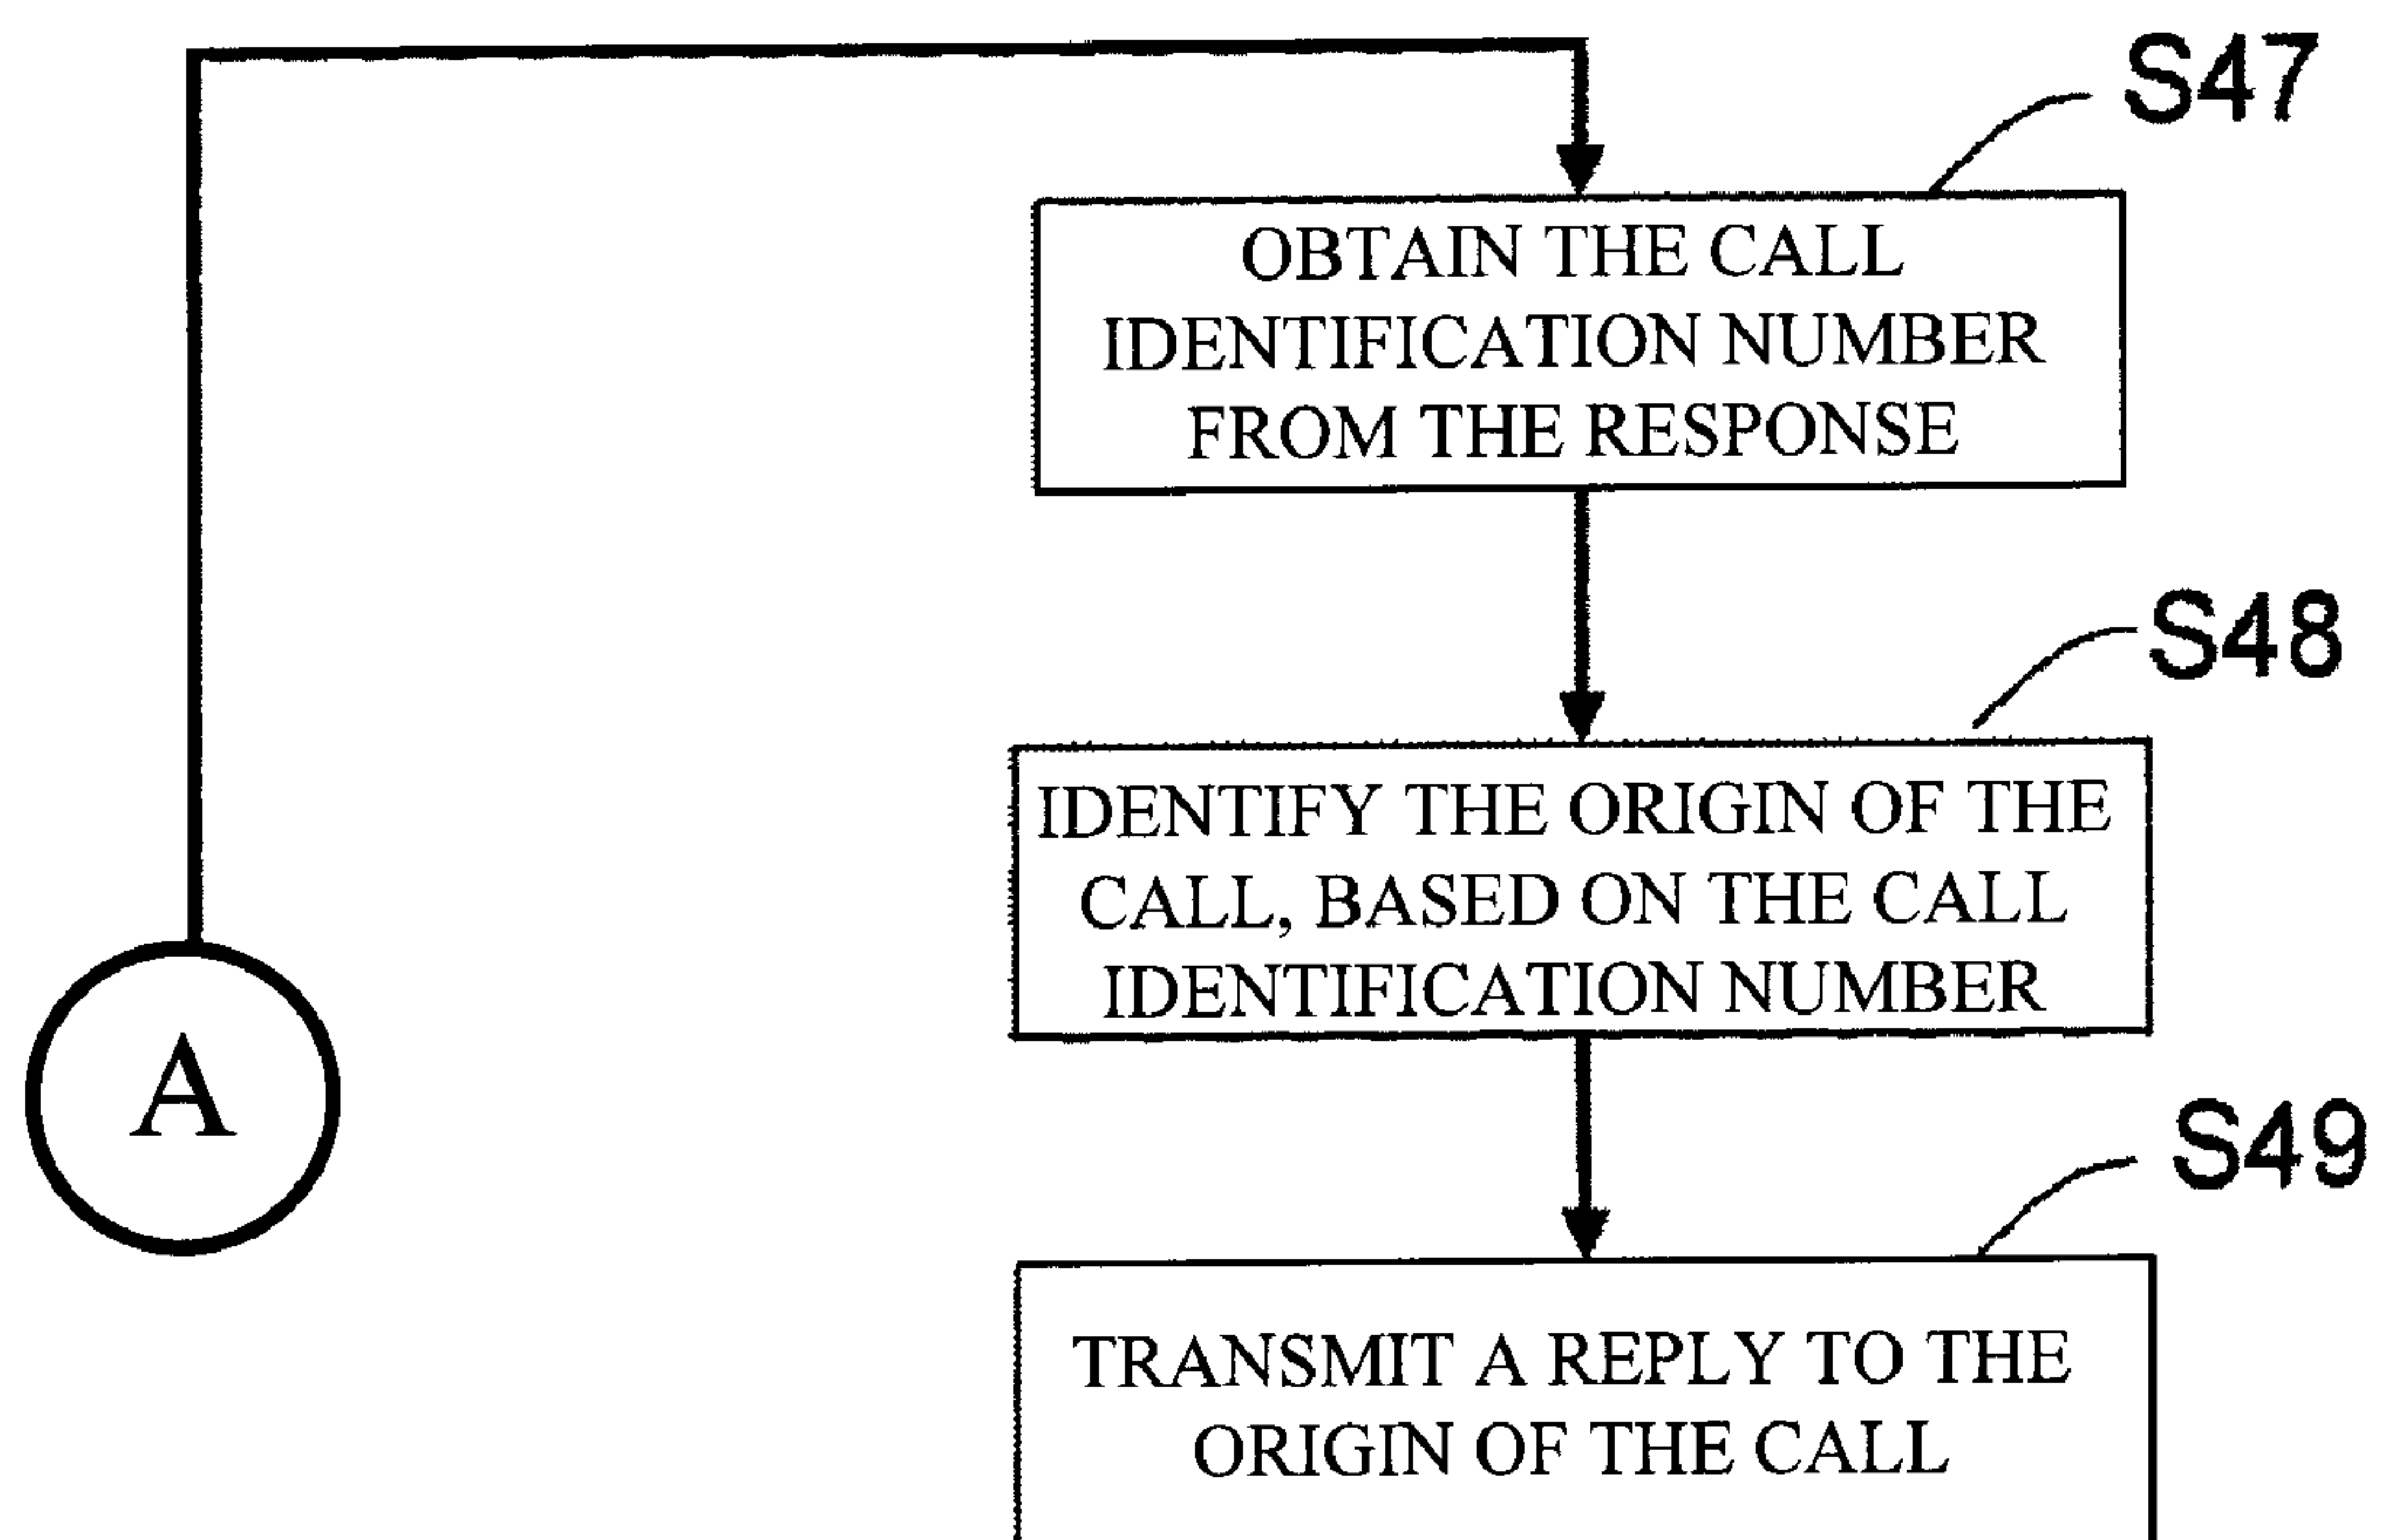 S47
OBTAIN THE CALL
IDENTIFICATION NUMBER
FROM THE RESPONSE
S48
IDENTIFY THE ORIGIN OF THE
CALL, BASED ON THE CALL
IDENTIFICATION NUMBER
A
S49
TRANSMIT A REPLY TO THE
ORIGIN OF THE CALL